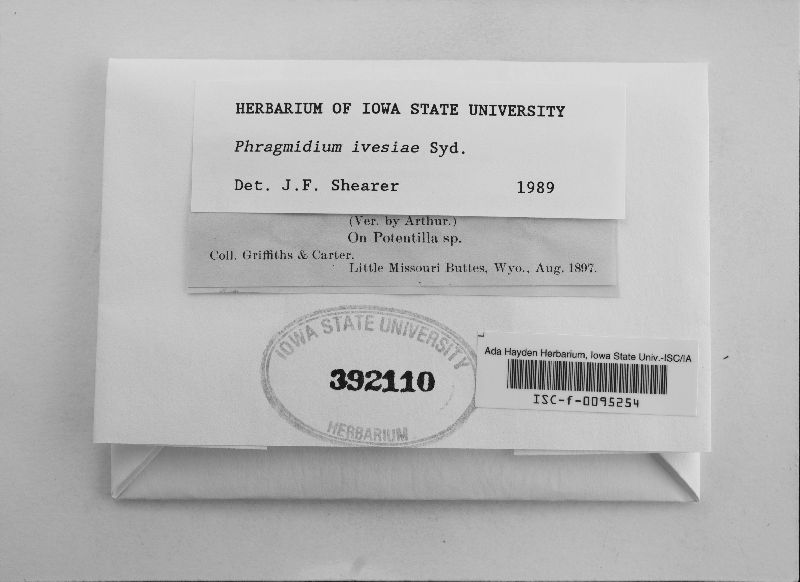 HERBARIUM OF IOWA STATE UNIVERSITY
Phragmidium ivesiae Syd.
Det. J.F. Shearer 1989
(Ver. by Arthur.)
On Potentilla sp.
Coll. Griffiths & Carter.
Little Missouri Buttes, Wyo., Aug. 1897.
IOWA STATE UNIVERSITY
392110
HERBARIUM
Ada Hayden Herbarium, Iowa State Univ.-ISC/IA
ISC-f-0095254